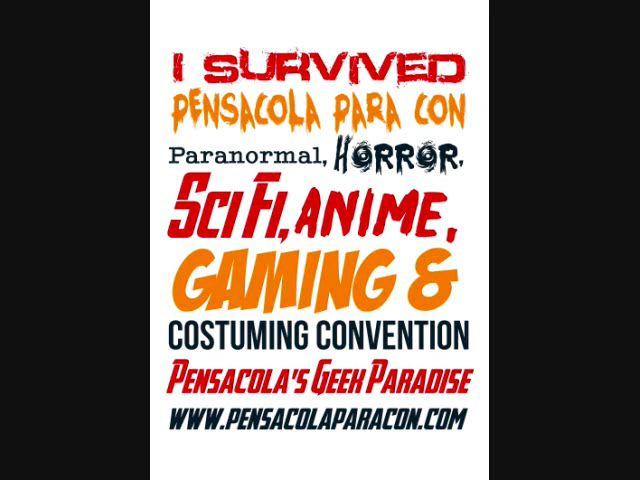 I SURVIVED
PENSACOLA PARA CON
Paranormal, HORROR,
SCI FI, ANIME,
GAMING &
COSTUMING CONVENTION
PENSACOLA'S GEEK PARADISE
WWW.PENSACOLAPARACON.COM